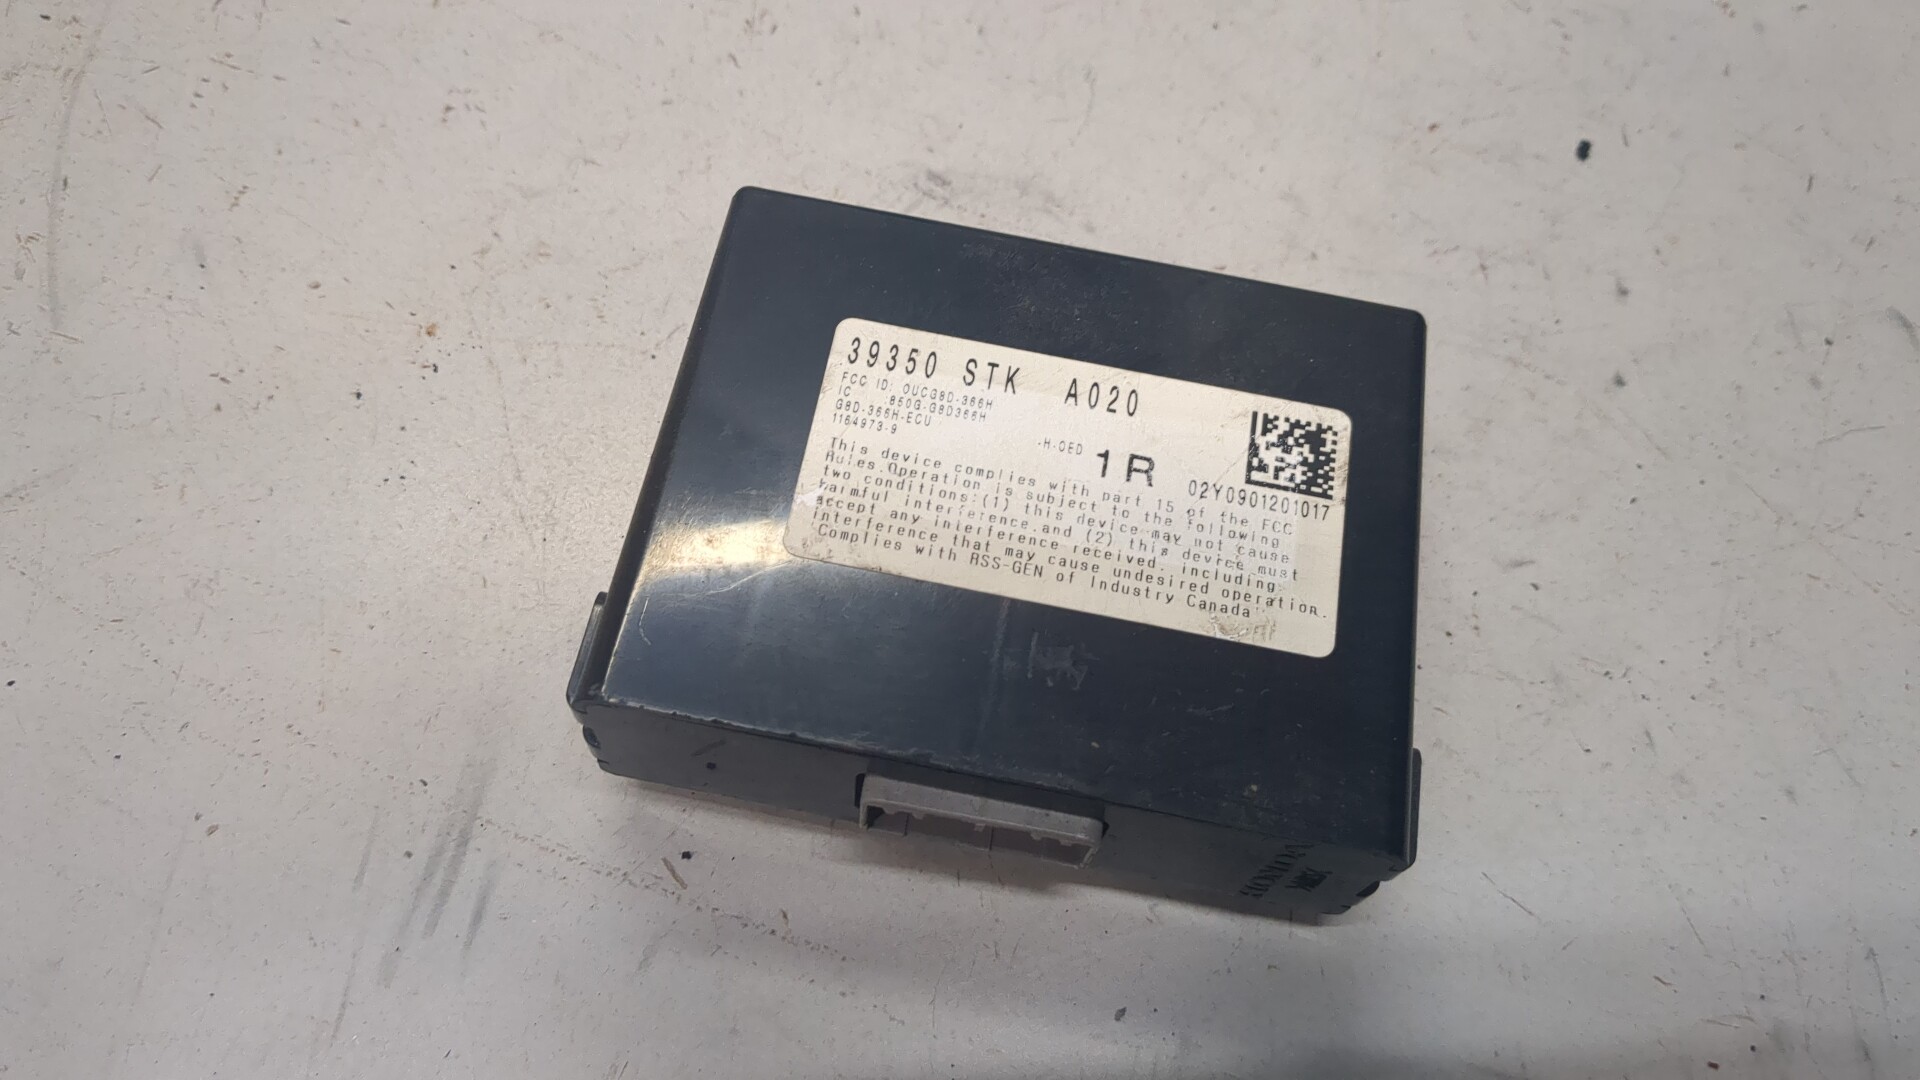 39350 STK A020
FCC ID: OUCG8D-366H
IC :850G-G8D366H
G8D-366H-ECU
1164973-9
-H-OED 1R
02Y0901201017
This device complies with part 15 of the FCC
Rules.Operation is subject to the following
two conditions:(1) this device may not cause
harmful interference.and (2) this device must
accept any interference received. including
interference that may cause undesired operation.
Complies with RSS-GEN of Industry Canada